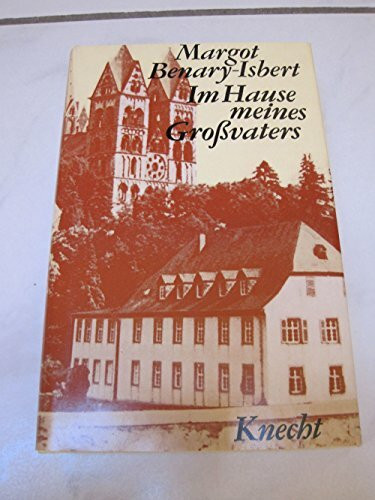 Margot
Benary-Isbert
Im Hause
meines
Großvaters
Knecht